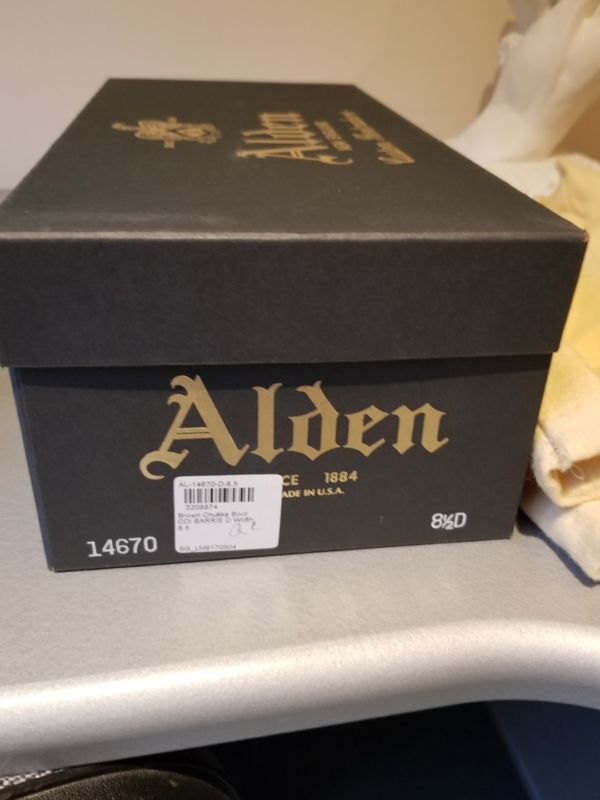 Alden
Alden
CE 1884
ADE IN U.S.A.
AL-14670-D-8.5
3208874
Brown Chukka Boot
CDI BARRIE D Width
8.5
SG_LM8170504
14670
8½D